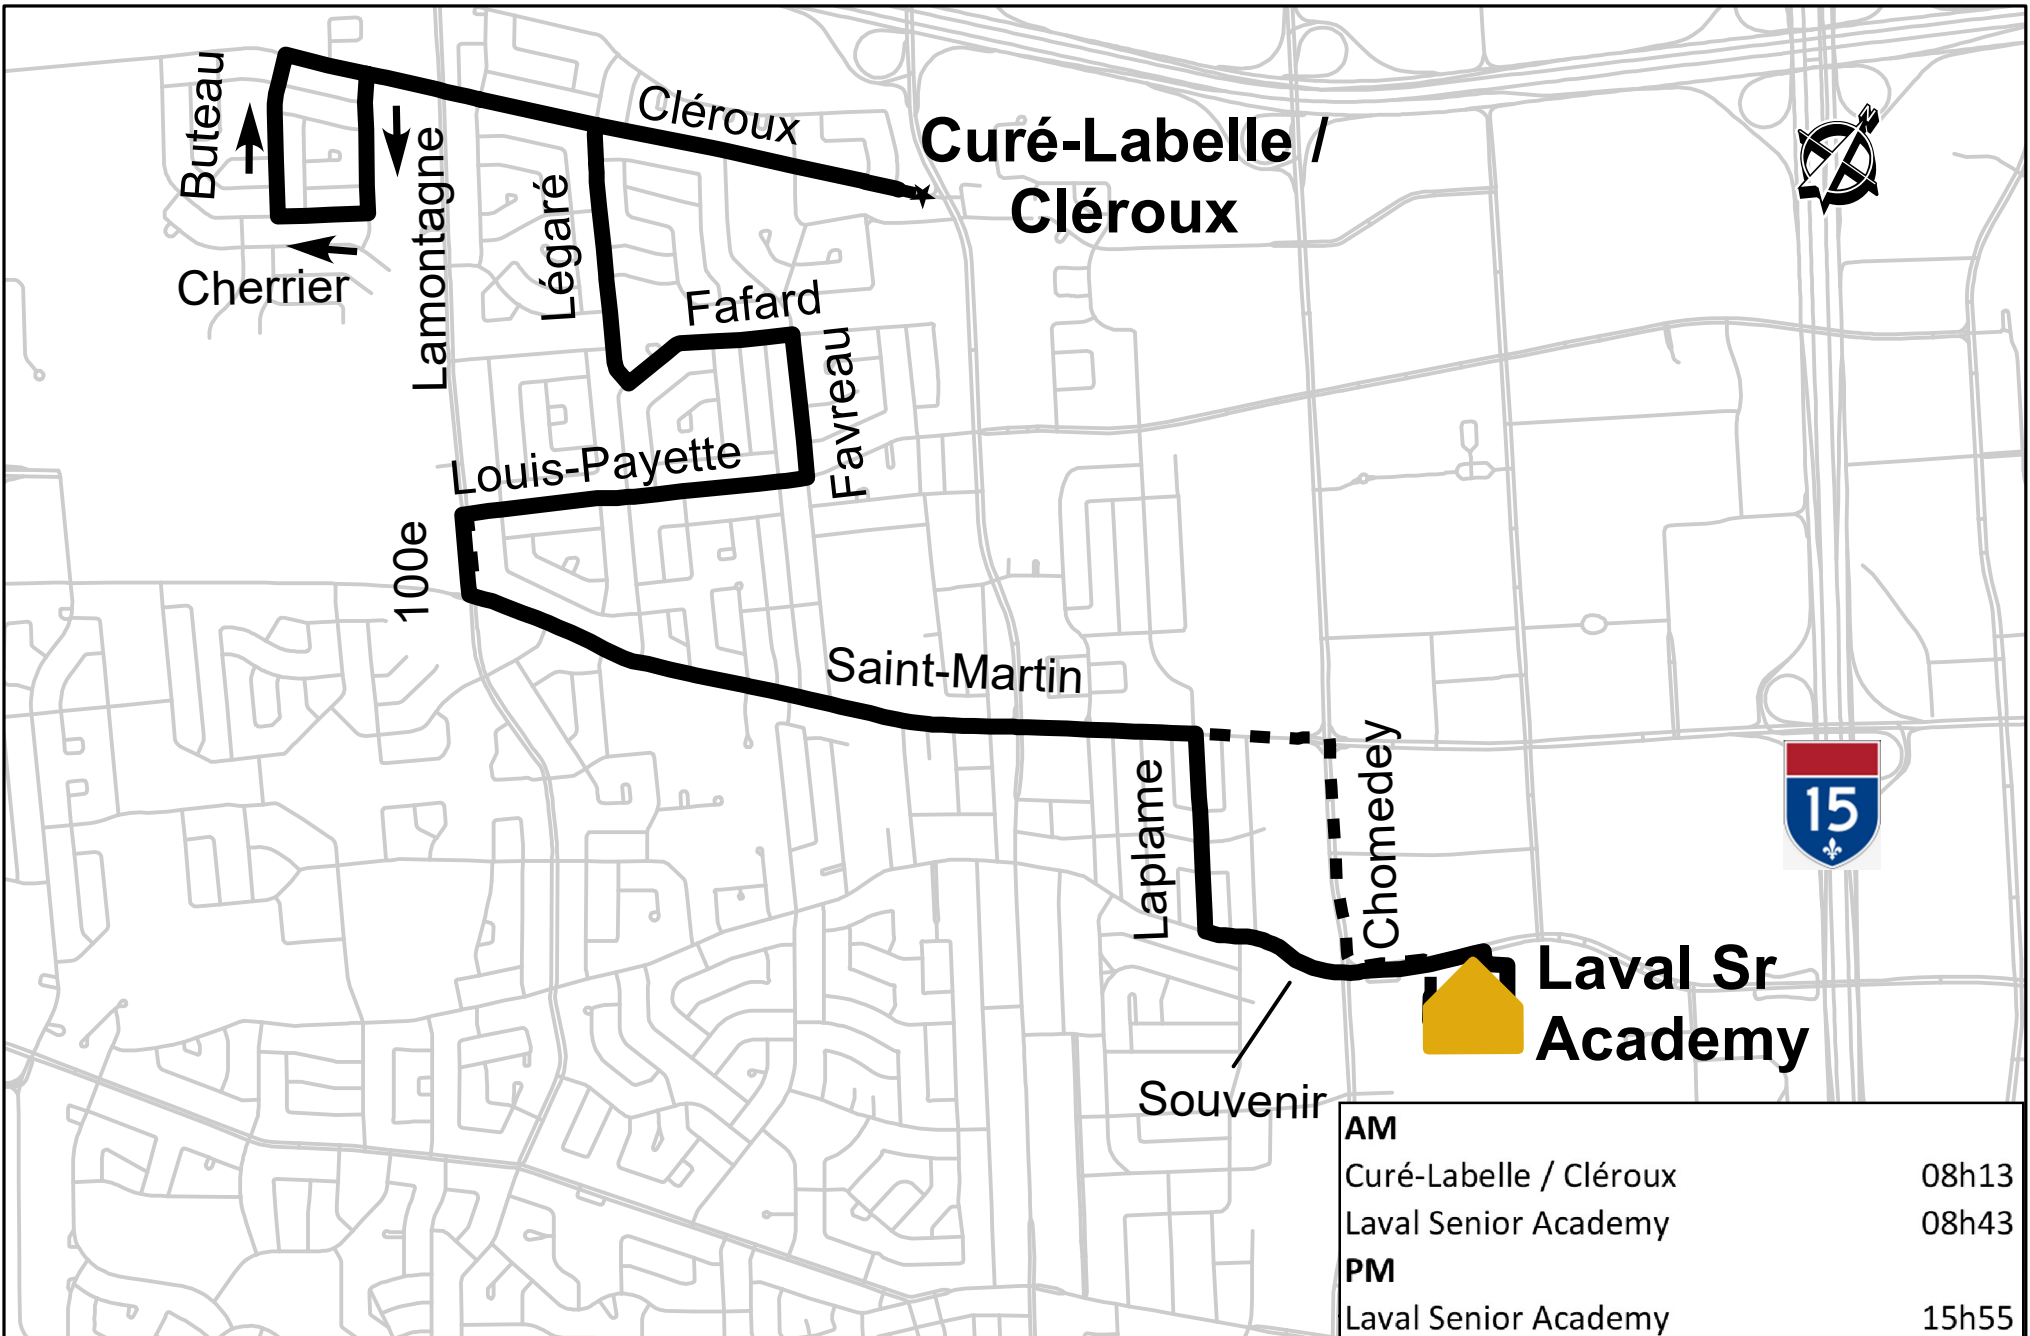 Buteau
Cléroux
Curé-Labelle /
Cléroux
N
Lamontagne
Légaré
Cherrier
Fafard
Favreau
Louis-Payette
100e
Saint-Martin
Chomedey
15
Laplame
Laval Sr
Academy
Souvenir
AM
Curé-Labelle / Cléroux 08h13
Laval Senior Academy 08h43
PM
Laval Senior Academy 15h55